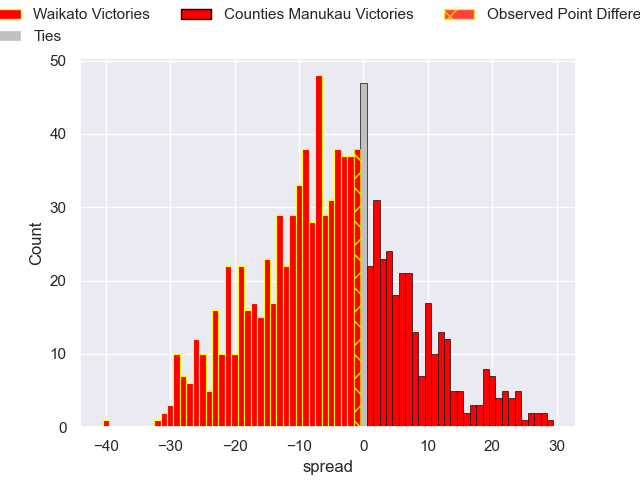 Waikato Victories
Counties Manukau Victories
Observed Point Differe
Ties
50
40
30
20
10
0
Count
−40
−30
−20
−10
0
10
20
30
spread